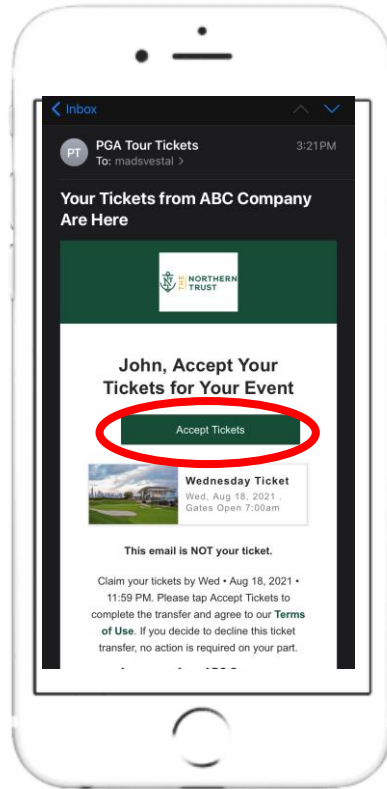 Inbox
PT
PGA Tour Tickets
3:21 PM
To: madsvestal >
Your Tickets from ABC Company
Are Here
THE NORTHERN
TRUST
John, Accept Your
Tickets for Your Event
Accept Tickets
Wednesday Ticket
Wed, Aug 18, 2021 .
Gates Open 7:00am
This email is NOT your ticket.
Claim your tickets by Wed • Aug 18, 2021 •
11:59 PM. Please tap Accept Tickets to
complete the transfer and agree to our Terms
of Use. If you decide to decline this ticket
transfer, no action is required on your part.